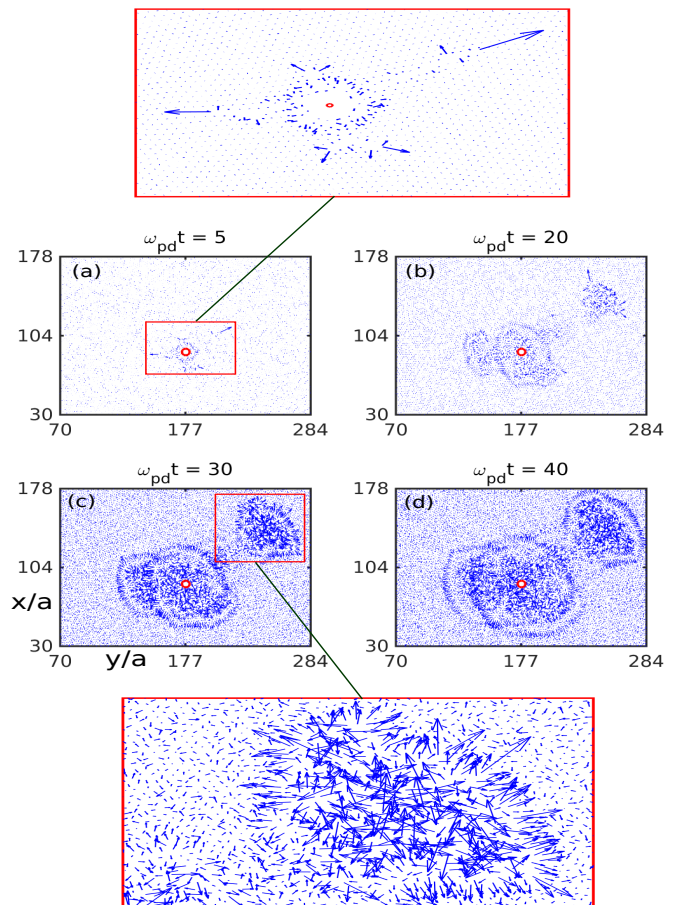 ω_pd t = 5
ω_pd t = 20
178
(a)
104
30
70
177
284
178
(b)
104
30
70
177
284
ω_pd t = 30
ω_pd t = 40
178
(c)
104
x/a
30
70
y/a
177
284
178
(d)
104
30
70
177
284